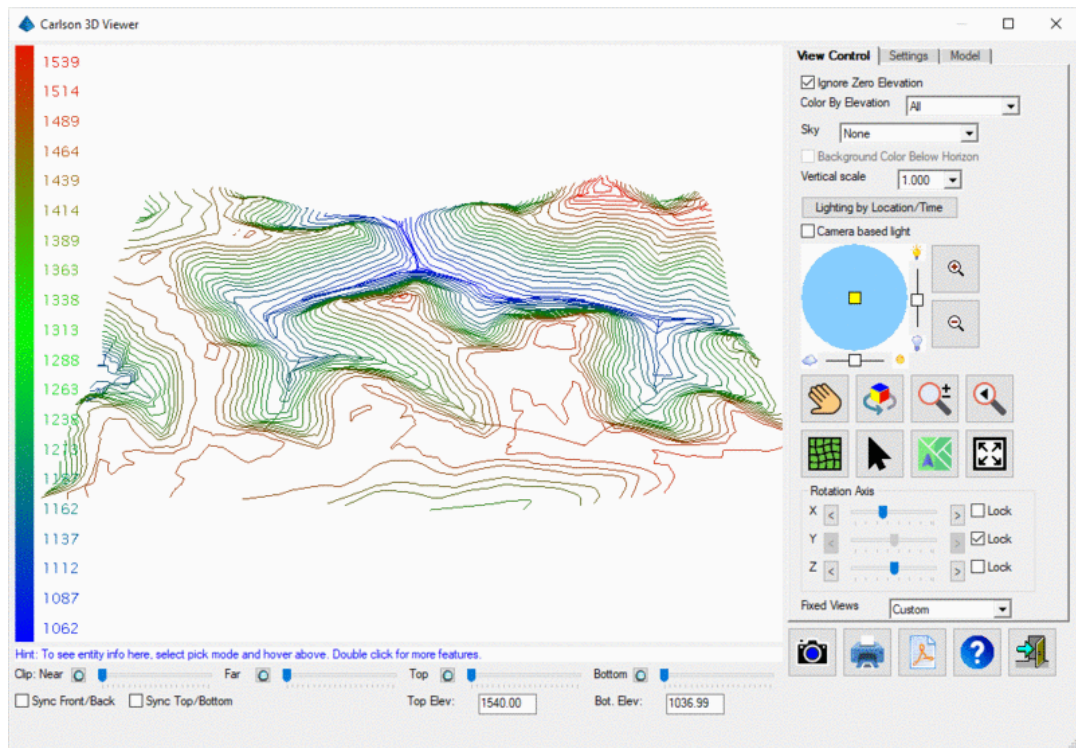 Carlson 3D Viewer
1539
1514
1489
1464
1439
1414
1389
1363
1338
1313
1288
1263
1238
1213
1187
1162
1137
1112
1087
1062
View Control Settings Model
Ignore Zero Elevation
Color By Elevation All
Sky None
Background Color Below Horizon
Vertical scale 1.000
Lighting by Location/Time
Camera based light
Rotation Axis
X < > Lock
Y < > Lock
Z < > Lock
Fixed Views Custom
Hint: To see entity info here, select pick mode and hover above. Double click for more features.
Clip: Near Far Top Bottom
Sync Front/Back Sync Top/Bottom Top Elev: 1540.00 Bot. Elev: 1036.99